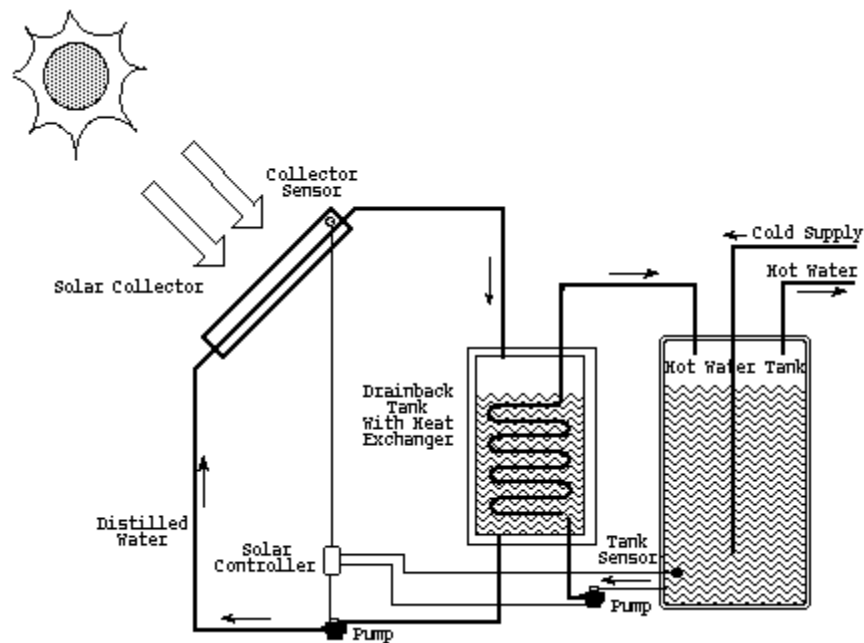 Collector
Sensor
Cold Supply
Hot Water
Solar Collector
Hot Water Tank
Drainback
Tank
With Heat
Exchanger
Distilled
Water
Solar
Controller
Tank
Sensor
Pump
Pump